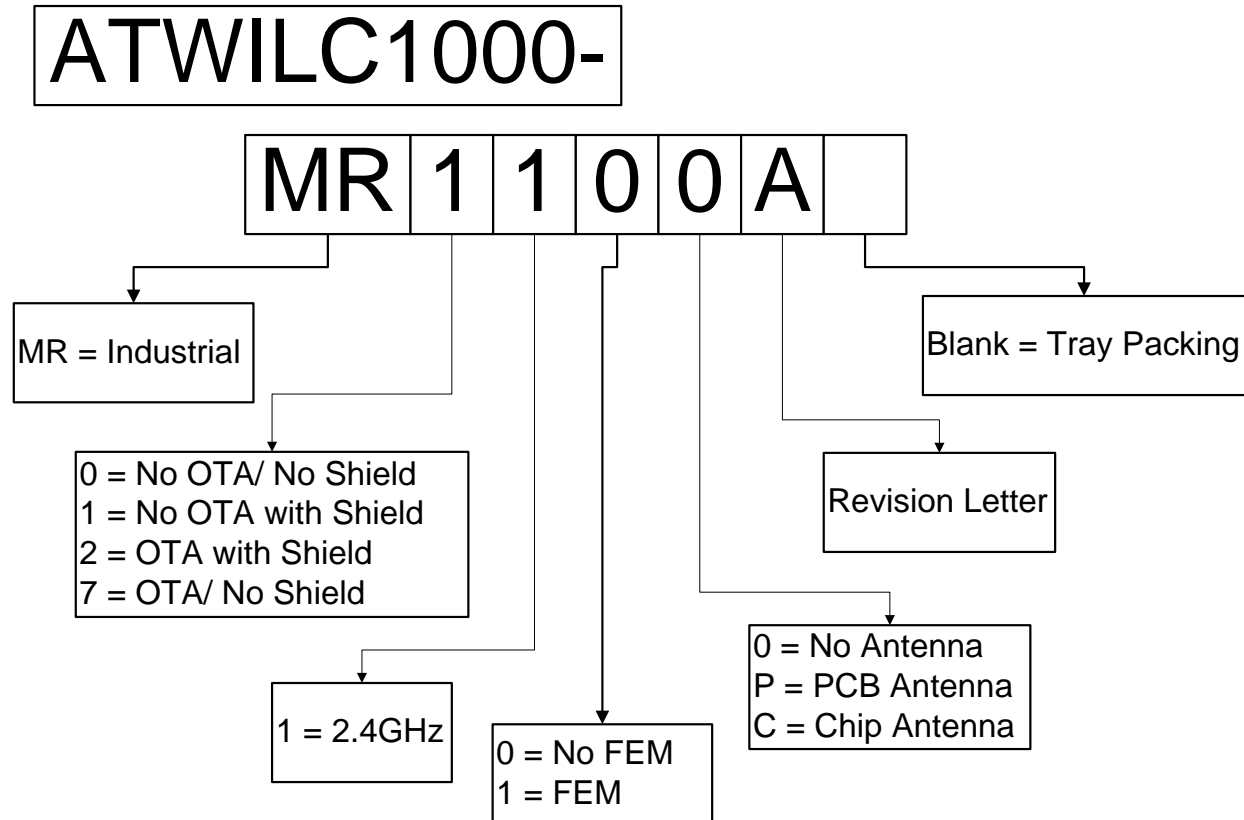 ATWILC1000-
MR 1 1 0 0 A
MR = Industrial
Blank = Tray Packing
0 = No OTA/ No Shield
1 = No OTA with Shield
2 = OTA with Shield
7 = OTA/ No Shield
Revision Letter
0 = No Antenna
P = PCB Antenna
C = Chip Antenna
1 = 2.4GHz
0 = No FEM
1 = FEM